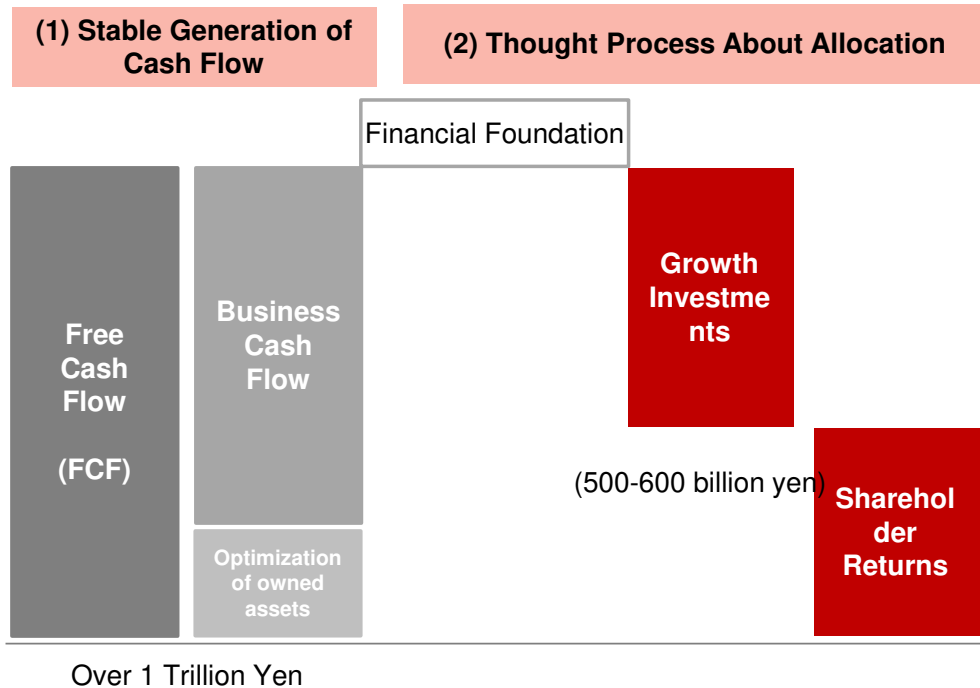 (1) Stable Generation of
Cash Flow
(2) Thought Process About Allocation
Financial Foundation
Free
Cash
Flow
(FCF)
Business
Cash
Flow
Optimization
of owned
assets
Growth
Investme
nts
(500-600 billion yen)
Sharehol
der
Returns
Over 1 Trillion Yen